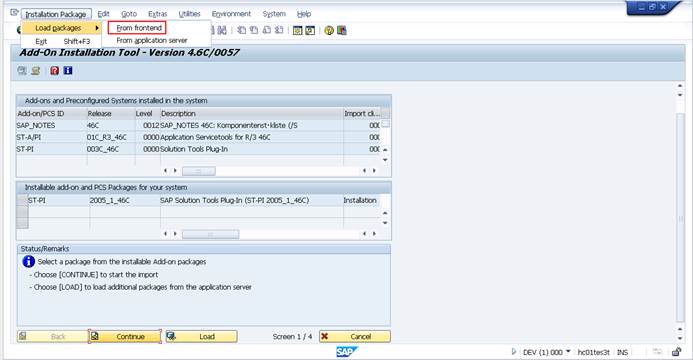 Installation Package Edit Goto Extras Utilities Environment System Help
Load packages From frontend
Exit Shift+F3 From application server
Add-On Installation Tool - Version 4.6C/0057
Add-ons and Preconfigured Systems installed in the system
Add-on/PCS ID Release Level Description Import cli...
SAP_NOTES 46C 0012 SAP_NOTES 46C: Komponentenst-kliste (/S 000
ST-A/PI 01C_R3_46C 0000 Application Servicetools for R/3 46C 000
ST-PI 003C_46C 0000 Solution Tools Plug-In 000
Installable add-on and PCS Packages for your system
ST-PI 2005_1_46C SAP Solution Tools Plug-In (ST-PI 2005_1_46C) Installation
Status/Remarks
Select a package from the installable Add-on packages
- Choose [CONTINUE] to start the import
- Choose [LOAD] to load additional packages from the application server
Back Continue Load Screen 1 / 4 Cancel
SAP DEV (1) 000 hc01tes3t INS